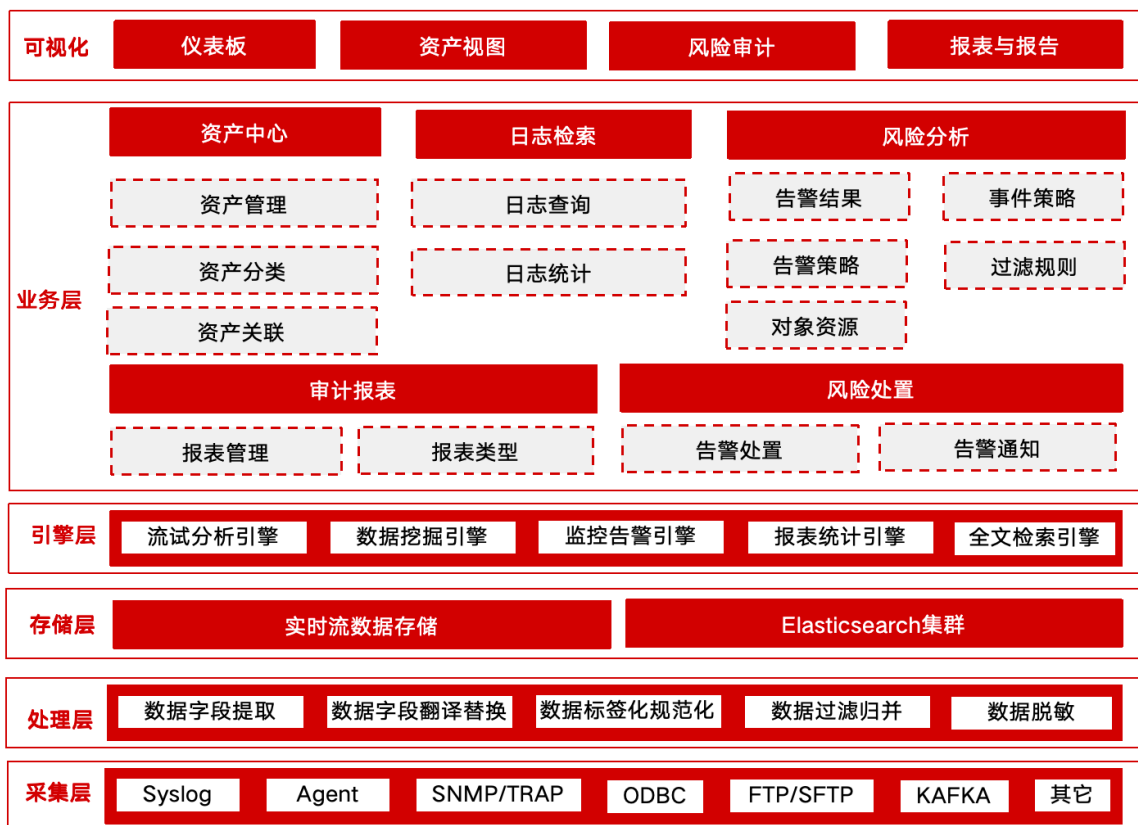 可视化 仪表板 资产视图 风险审计 报表与报告
资产中心 日志检索 风险分析
资产管理 日志查询 告警结果 事件策略
资产分类 日志统计 告警策略 过滤规则
业务层
资产关联 对象资源
审计报表 风险处置
报表管理 报表类型 告警处置 告警通知
引擎层 流试分析引擎 数据挖掘引擎 监控告警引擎 报表统计引擎 全文检索引擎
存储层 实时流数据存储 Elasticsearch集群
处理层 数据字段提取 数据字段翻译替换 数据标签化规范化 数据过滤归并 数据脱敏
采集层 Syslog Agent SNMP/TRAP ODBC FTP/SFTP KAFKA 其它